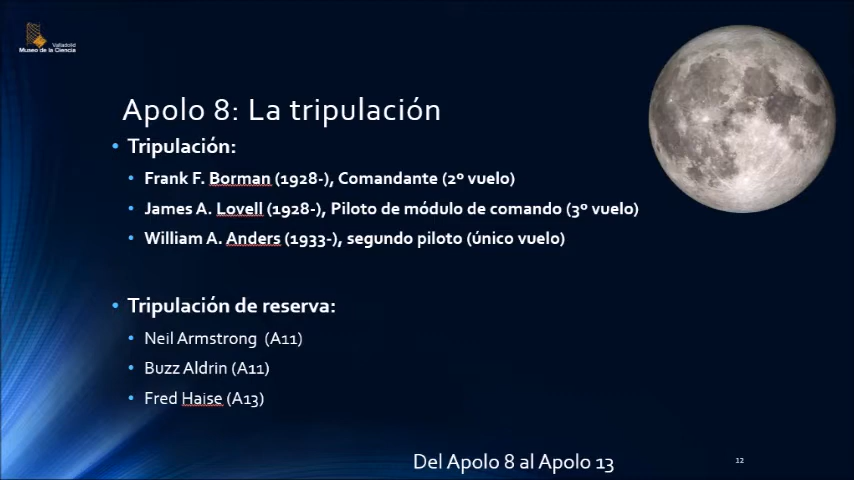 Valladolid
Museo de la Ciencia
Apolo 8: La tripulación
Tripulación:
Frank F. Borman (1928-), Comandante (2º vuelo)
James A. Lovell (1928-), Piloto de módulo de comando (3º vuelo)
William A. Anders (1933-), segundo piloto (único vuelo)
Tripulación de reserva:
Neil Armstrong (A11)
Buzz Aldrin (A11)
Fred Haise (A13)
Del Apolo 8 al Apolo 13
12